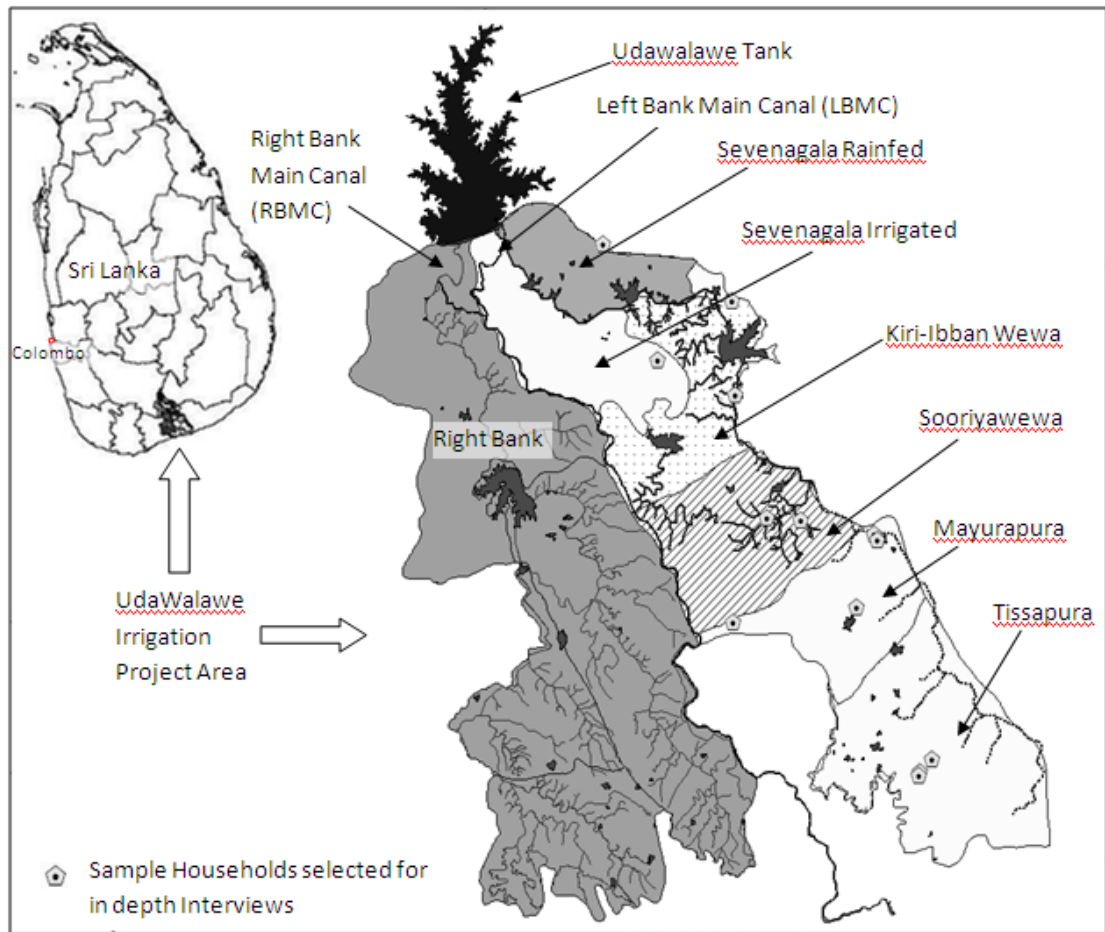 Udawalawe Tank
Left Bank Main Canal (LBMC)
Right Bank
Main Canal
(RBMC)
Sevenagala Rainfed
Sevenagala Irrigated
Sri Lanka
Colombo
Kiri-Ibban Wewa
Sooriyawewa
Right Bank
Mayurapura
Tissapura
UdaWalawe
Irrigation
Project Area
Sample Households selected for
in depth Interviews